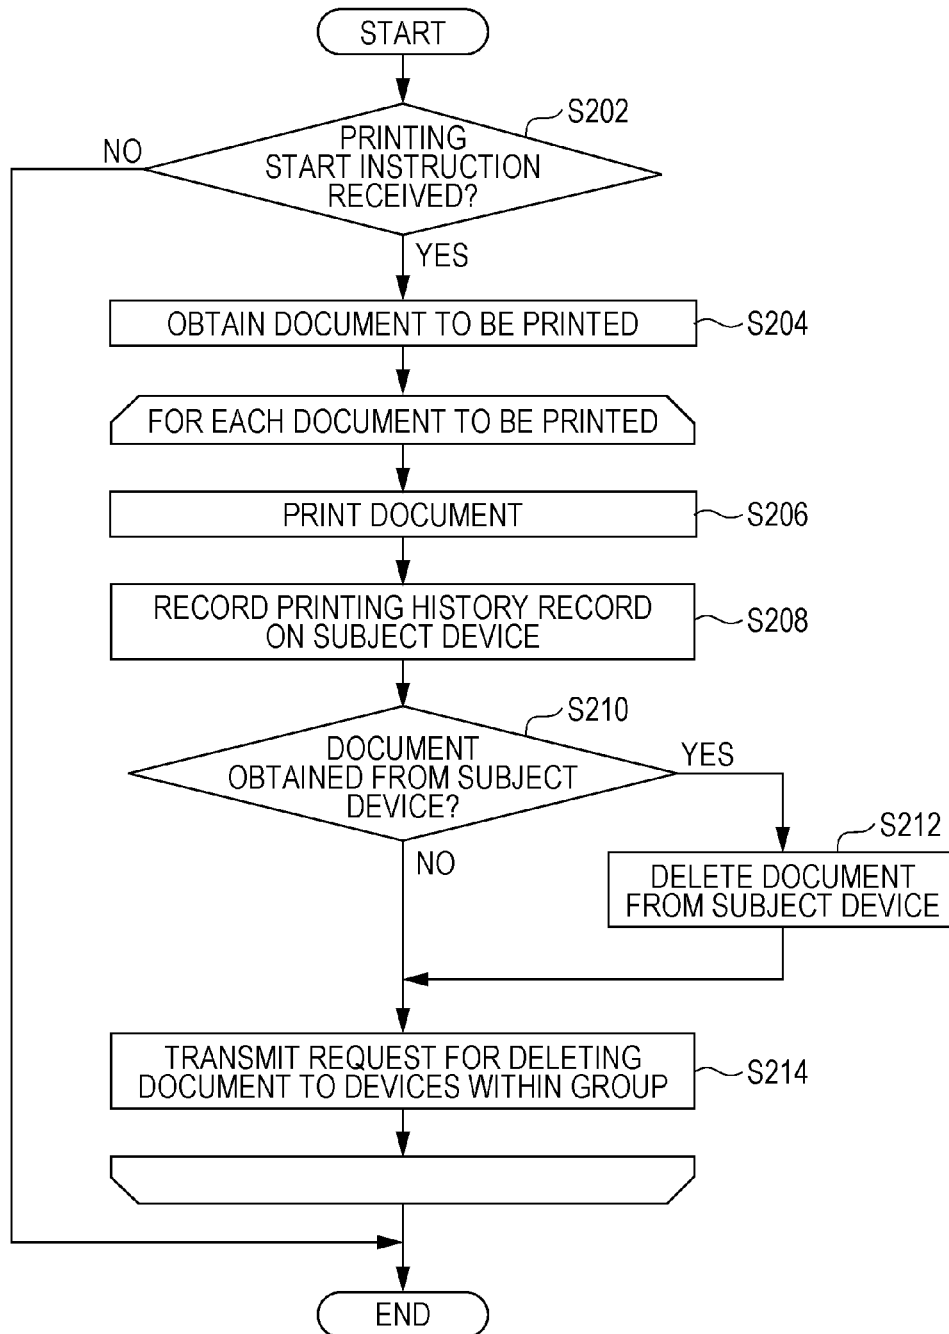 START
S202
PRINTING
START INSTRUCTION
RECEIVED?
NO
YES
OBTAIN DOCUMENT TO BE PRINTED
S204
FOR EACH DOCUMENT TO BE PRINTED
PRINT DOCUMENT
S206
RECORD PRINTING HISTORY RECORD
ON SUBJECT DEVICE
S208
S210
DOCUMENT
OBTAINED FROM SUBJECT
DEVICE?
YES
NO
S212
DELETE DOCUMENT
FROM SUBJECT DEVICE
TRANSMIT REQUEST FOR DELETING
DOCUMENT TO DEVICES WITHIN GROUP
S214
END